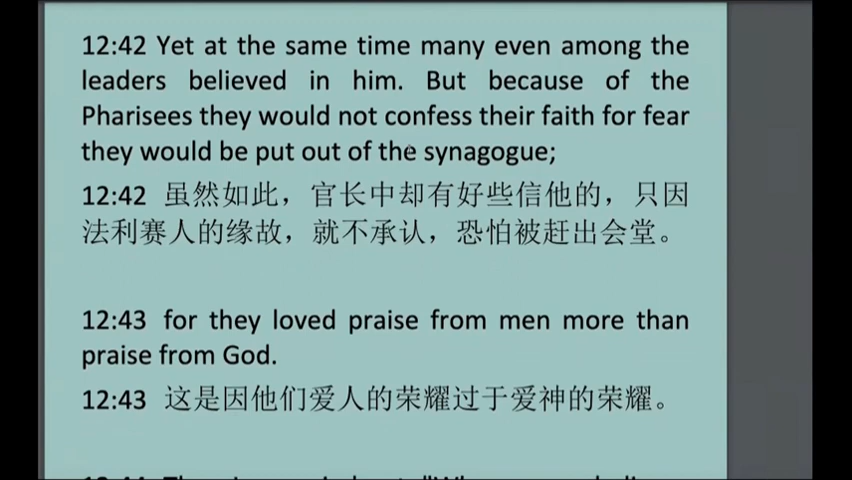 12:42 Yet at the same time many even among the
leaders believed in him. But because of the
Pharisees they would not confess their faith for fear
they would be put out of the synagogue;
12:42 虽然如此，官长中却有好些信他的，只因
法利赛人的缘故，就不承认，恐怕被赶出会堂。
12:43 for they loved praise from men more than
praise from God.
12:43 这是因他们爱人的荣耀过于爱神的荣耀。